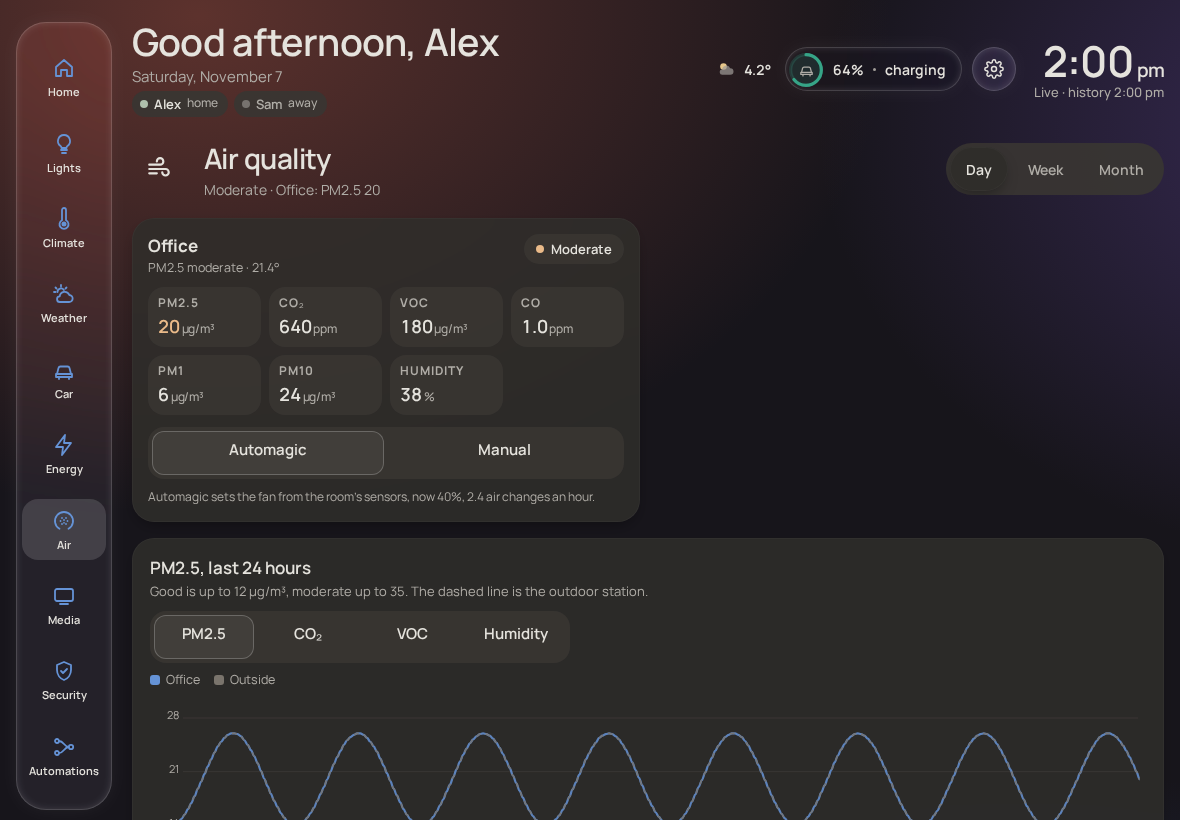 Good afternoon, Alex
Saturday, November 7
Alex home Sam away
4.2°
64% · charging
2:00 pm
Live · history 2:00 pm
Home
Lights
Climate
Weather
Car
Energy
Air
Media
Security
Automations
Air quality
Moderate · Office: PM2.5 20
Day Week Month
Office
Moderate
PM2.5 moderate · 21.4°
PM2.5 CO₂ VOC CO
20 µg/m³ 640 ppm 180 µg/m³ 1.0 ppm
PM1 PM10 HUMIDITY
6 µg/m³ 24 µg/m³ 38 %
Automagic Manual
Automagic sets the fan from the room's sensors, now 40%, 2.4 air changes an hour.
PM2.5, last 24 hours
Good is up to 12 µg/m³, moderate up to 35. The dashed line is the outdoor station.
PM2.5 CO₂ VOC Humidity
Office Outside
28
21